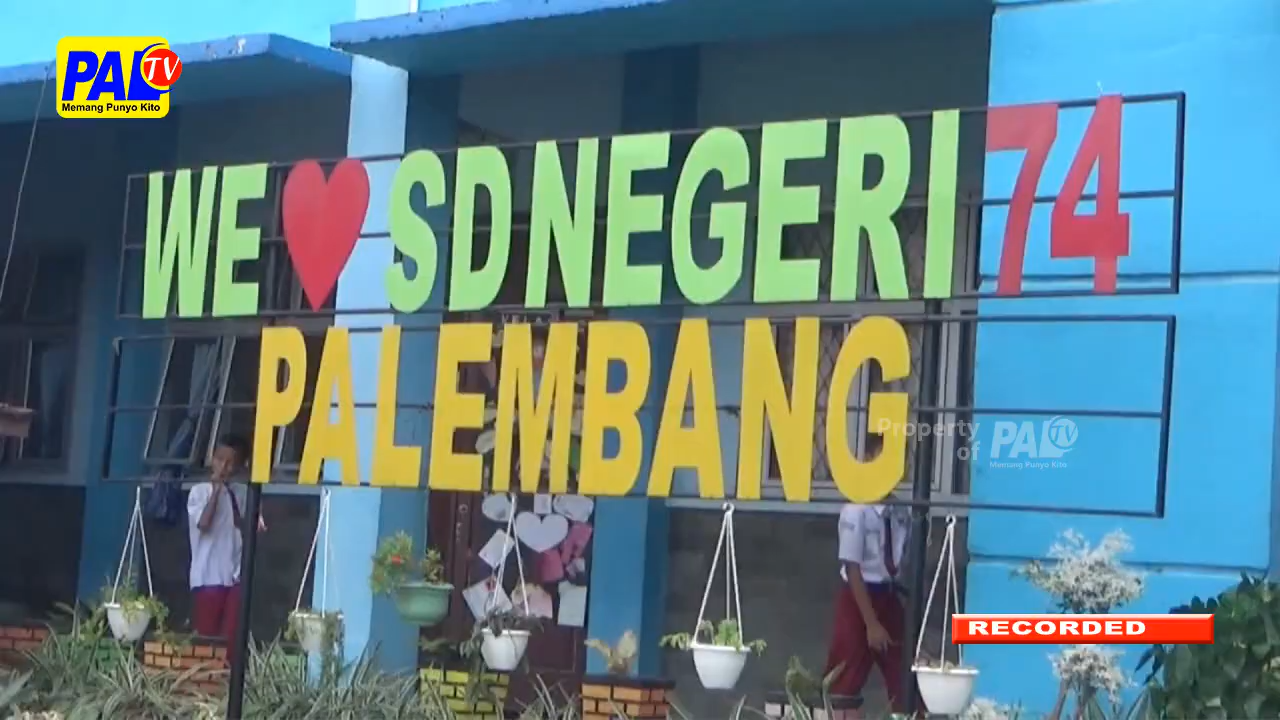 PAL TV
Memang Punyo Kito
WE ❤ SD NEGERI 74
PALEMBANG
Property of PAL TV
Memang Punyo Kito
RECORDED